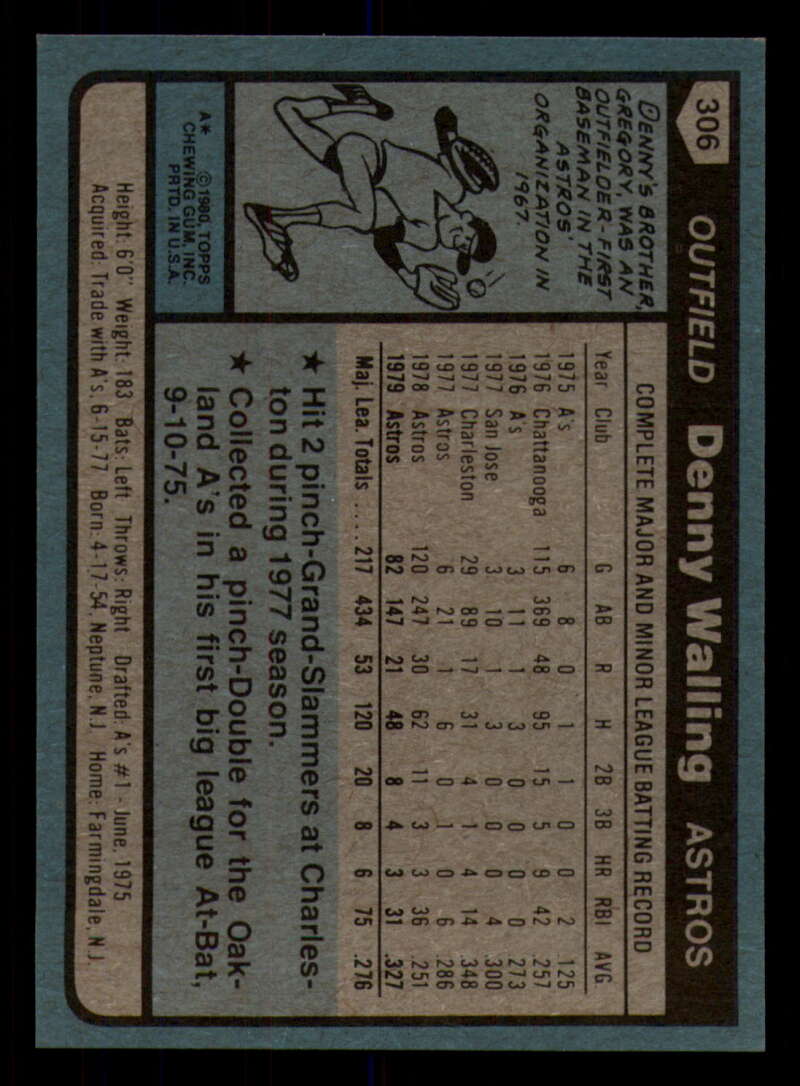 306 OUTFIELD Denny Walling ASTROS
DENNY'S BROTHER,
GREGORY, WAS AN
OUTFIELDER-FIRST
BASEMAN IN THE
ASTROS'
ORGANIZATION IN
1967.
A* ©1980, TOPPS
CHEWING GUM, INC.
PRTD. IN U.S.A.
COMPLETE MAJOR AND MINOR LEAGUE BATTING RECORD
Year Club G AB R H 2B 3B HR RBI AVG.
1975 A's 6 8 0 1 1 0 0 2 .125
1976 Chattanooga 115 369 48 95 15 5 9 42 .257
1976 A's 3 11 1 3 0 0 0 0 .273
1977 San Jose 3 10 1 3 0 0 0 4 .300
1977 Charleston 29 89 17 31 4 1 4 14 .348
1977 Astros 6 21 1 6 0 1 0 6 .286
1978 Astros 120 247 30 62 11 3 3 36 .251
1979 Astros 82 147 21 48 8 4 3 31 .327
Maj. Lea. Totals .... 217 434 53 120 20 8 6 75 .276
★ Hit 2 pinch-Grand-Slammers at Charles-
ton during 1977 season.
★ Collected a pinch-Double for the Oak-
land A's in his first big league At-Bat,
9-10-75.
Height: 6'0" Weight: 183 Bats: Left Throws: Right Drafted: A's #1 - June, 1975
Acquired: Trade with A's, 6-15-77 Born: 4-17-54, Neptune, N.J. Home: Farmingdale, N.J.